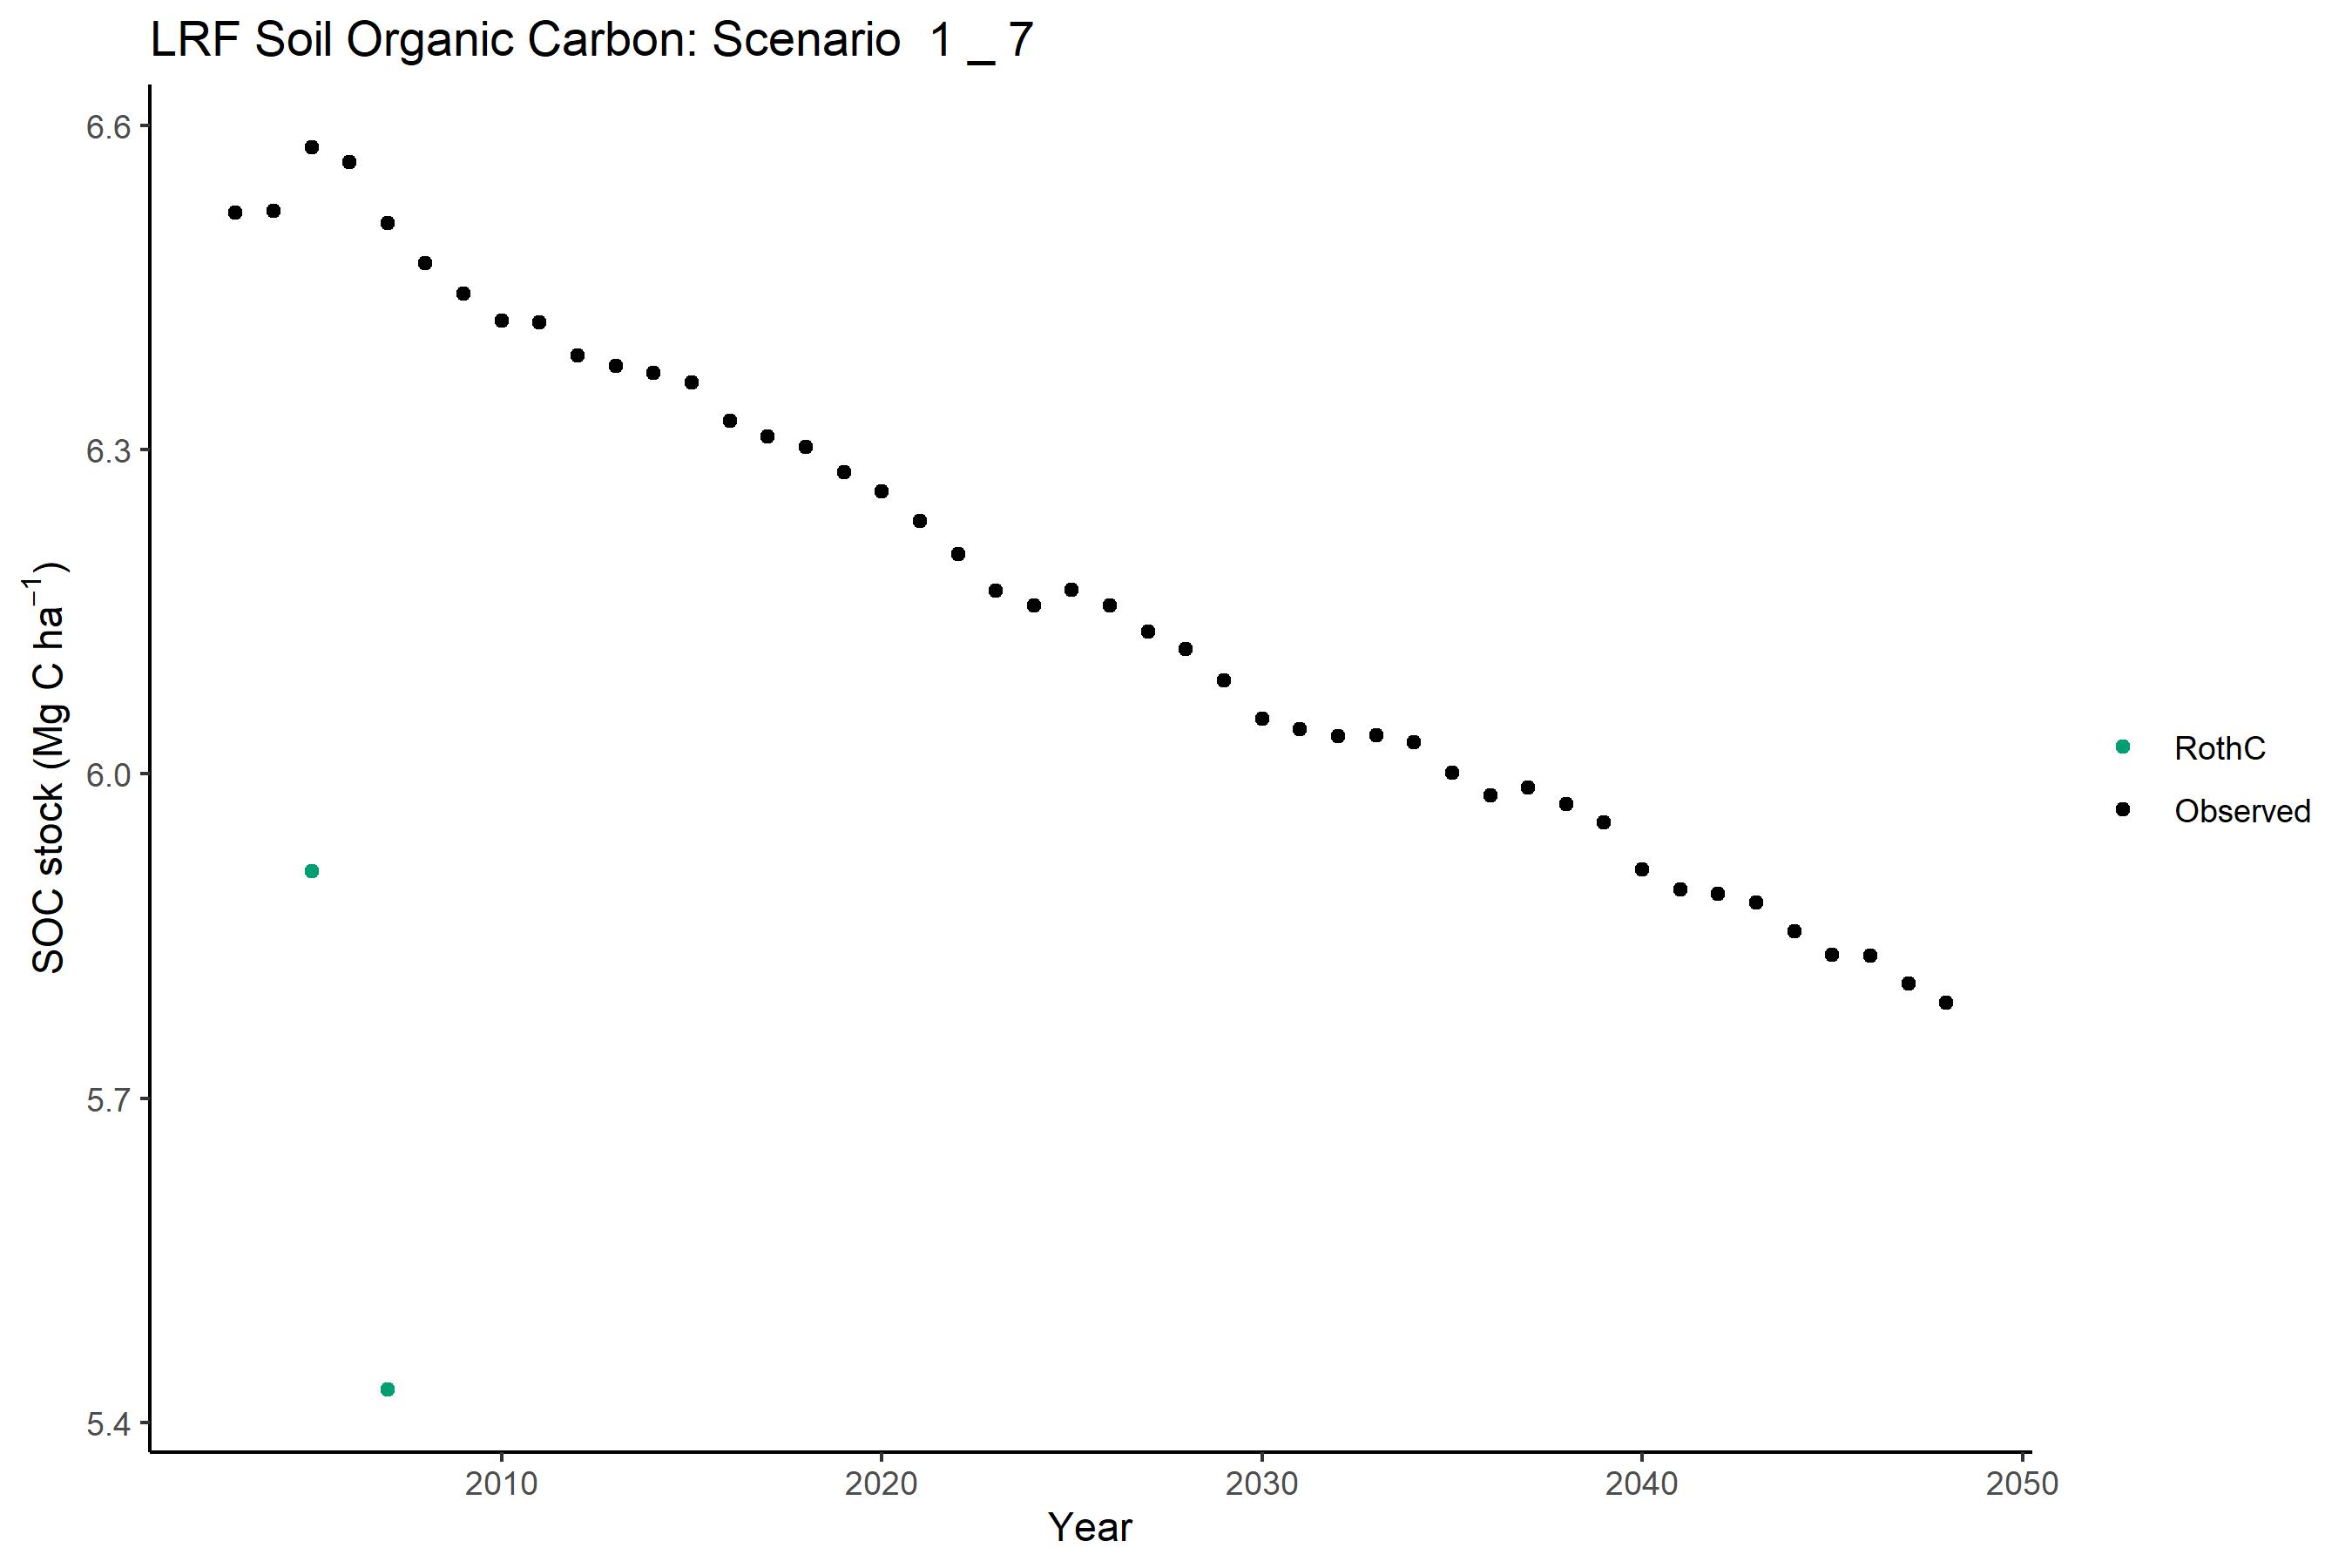 LRF Soil Organic Carbon: Scenario  1 _ 7
SOC stock (Mg C ha⁻¹)
6.6
6.3
6.0
5.7
5.4
2010 2020 2030 2040 2050
Year
RothC
Observed